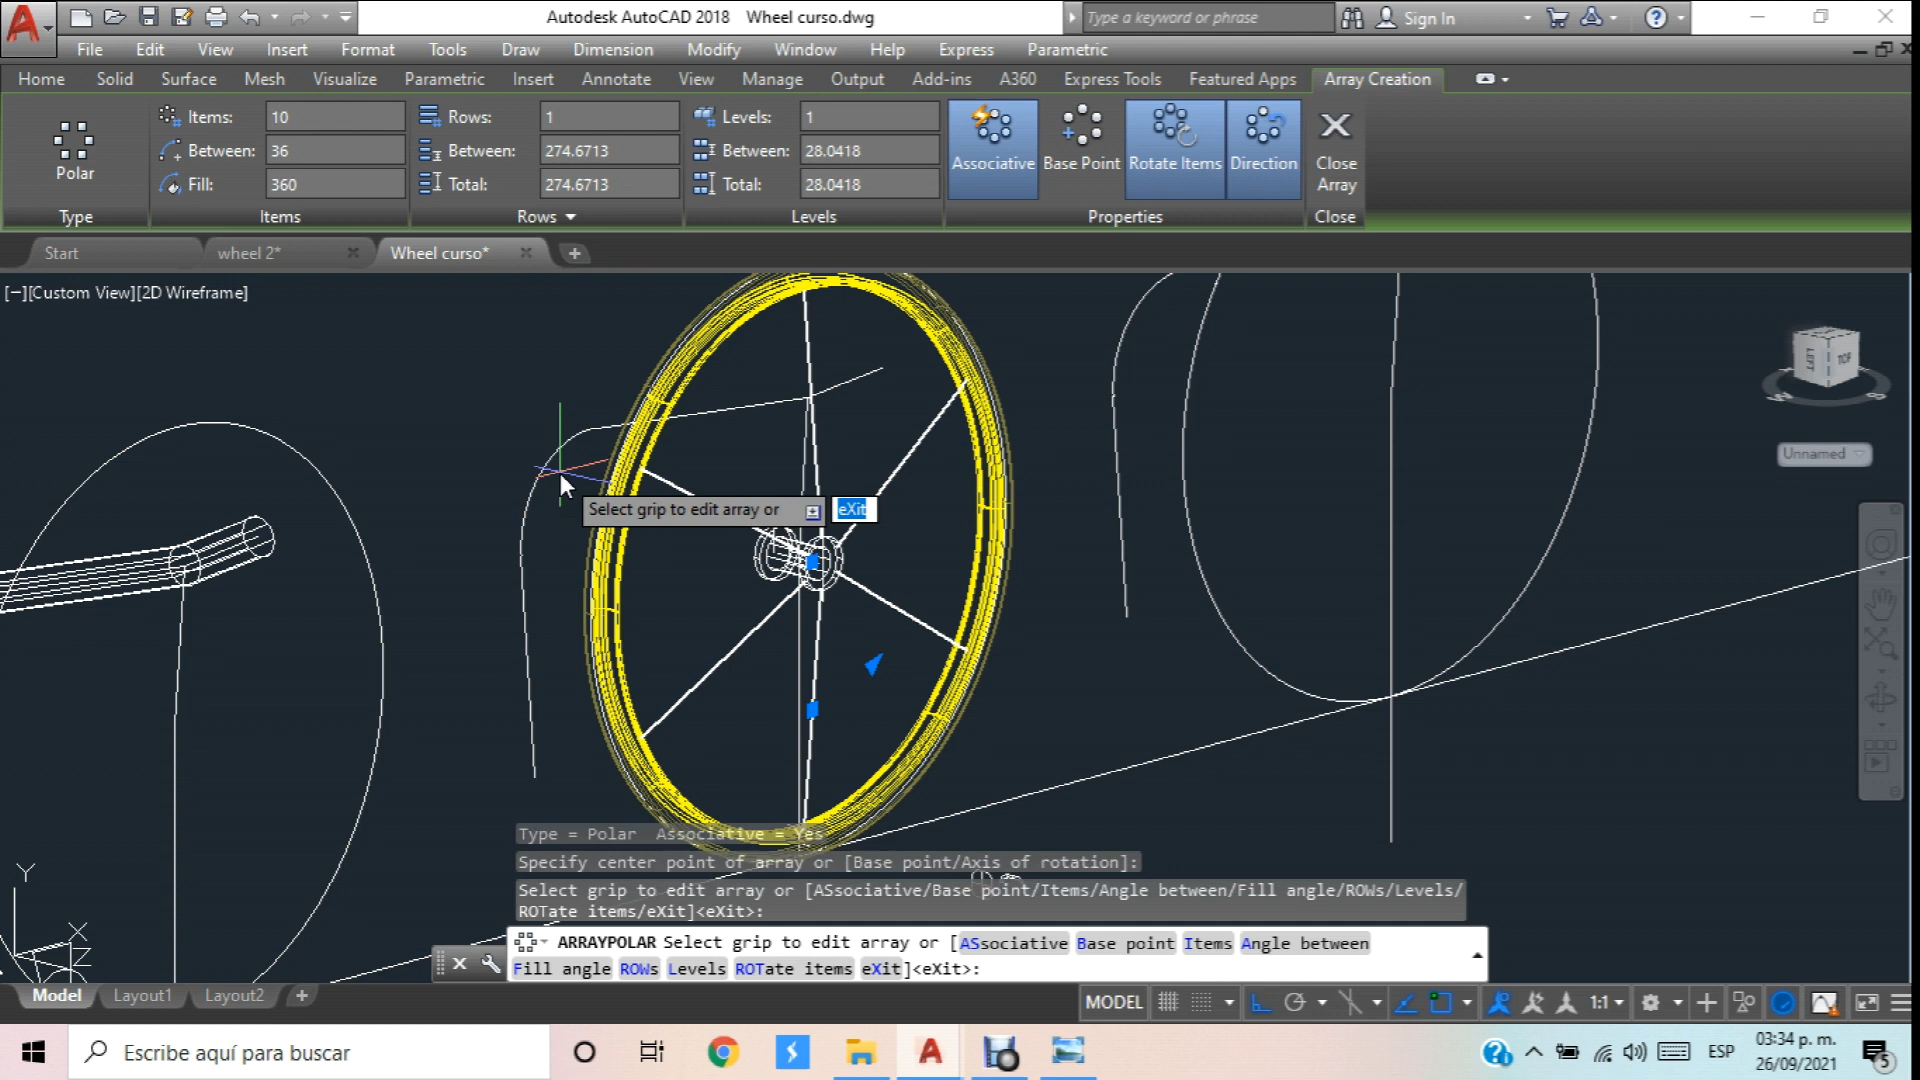 Autodesk AutoCAD 2018 Wheel curso.dwg
Type a keyword or phrase
Sign In
File Edit View Insert Format Tools Draw Dimension Modify Window Help Express Parametric
Home Solid Surface Mesh Visualize Parametric Insert Annotate View Manage Output Add-ins A360 Express Tools Featured Apps Array Creation
Items: 10 Rows: 1 Levels: 1
Between: 36 Between: 274.6713 Between: 28.0418
Fill: 360 Total: 274.6713 Total: 28.0418
Polar
Associative Base Point Rotate Items Direction Close Array
Type Items Rows Levels Properties Close
Start wheel 2* Wheel curso*
[−][Custom View][2D Wireframe]
LEFT TOP
W S
Unnamed
Select grip to edit array or eXit
Type = Polar Associative = Yes
Specify center point of array or [Base point/Axis of rotation]:
Select grip to edit array or [ASsociative/Base point/Items/Angle between/Fill angle/ROWs/Levels/
ROTate items/eXit]<eXit>:
ARRAYPOLAR Select grip to edit array or [ASsociative Base point Items Angle between
Fill angle ROWs Levels ROTate items eXit]<eXit>:
Y
X
Z
Model Layout1 Layout2
MODEL 1:1
Escribe aquí para buscar
ESP
03:34 p. m.
26/09/2021
5